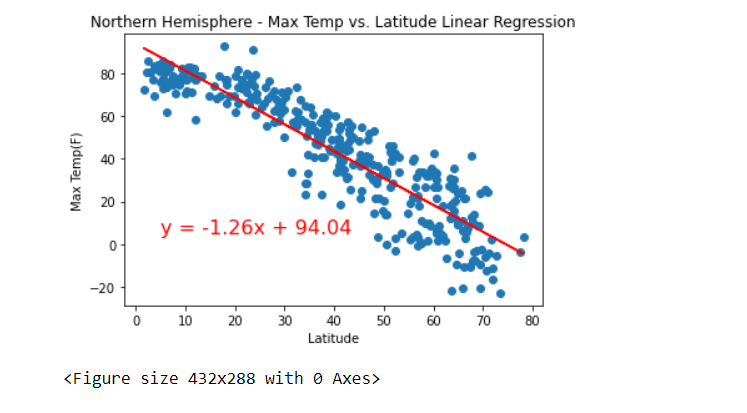 Northern Hemisphere - Max Temp vs. Latitude Linear Regression
Max Temp(F)
80
60
40
20
0
−20
y = -1.26x + 94.04
0 10 20 30 40 50 60 70 80
Latitude
<Figure size 432x288 with 0 Axes>